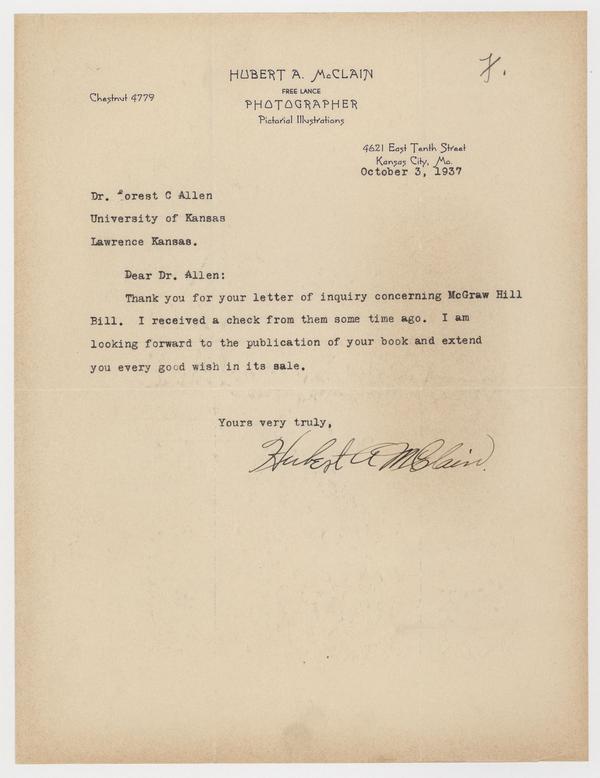 HUBERT A. McCLAIN
FREE LANCE
Chestnut 4779
PHOTOGRAPHER
Pictorial Illustrations
4621 East Tenth Street
Kansas City, Mo.
October 3, 1937
Dr. Forest C Allen
University of Kansas
Lawrence Kansas.
Dear Dr. Allen:
Thank you for your letter of inquiry concerning McGraw Hill
Bill. I received a check from them some time ago. I am
looking forward to the publication of your book and extend
you every good wish in its sale.
Yours very truly,
Hubert A McClain.